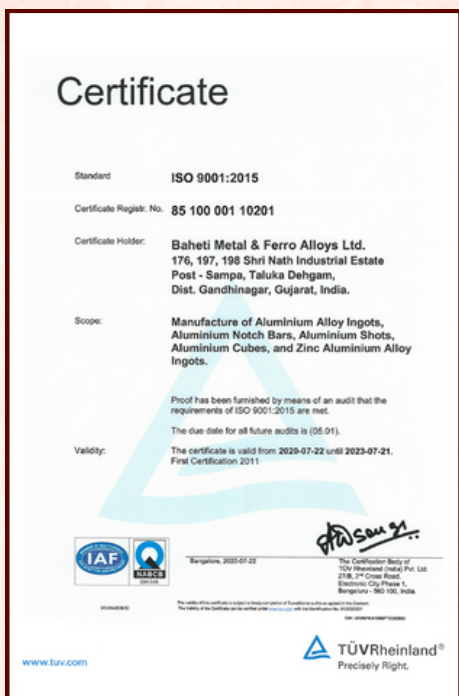 Certificate
Standard
ISO 9001:2015
Certificate Registr. No.
85 100 001 10201
Certificate Holder:
Baheti Metal & Ferro Alloys Ltd.
176, 197, 198 Shri Nath Industrial Estate
Post - Sampa, Taluka Dehgam,
Dist. Gandhinagar, Gujarat, India.
Scope:
Manufacture of Aluminium Alloy Ingots,
Aluminium Notch Bars, Aluminium Shots,
Aluminium Cubes, and Zinc Aluminium Alloy
Ingots.
Proof has been furnished by means of an audit that the
requirements of ISO 9001:2015 are met.
The due date for all future audits is (05.01).
Validity:
The certificate is valid from 2020-07-22 until 2023-07-21.
First Certification 2011
IAF
NABCB
Bangalore, 2020-07-22
The Certification Body of
TÜV Rheinland (India) Pvt. Ltd.
27/B, 2nd Cross Road,
Electronic City Phase 1,
Bengaluru - 560 100, India.
www.tuv.com
TÜVRheinland®
Precisely Right.